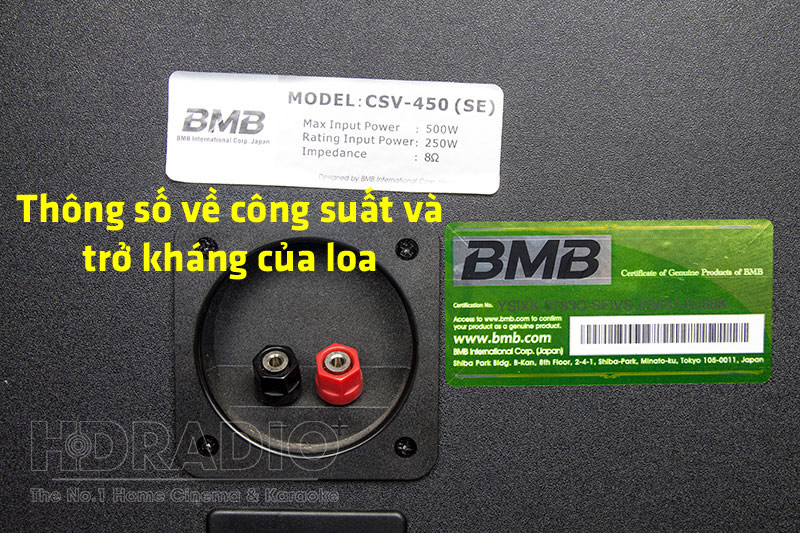 BMB
BMB International Corp. Japan
MODEL: CSV-450 (SE)
Max Input Power : 500W
Rating Input Power: 250W
Impedance : 8Ω
Designed by BMB International Corp. Japan
Thông số về công suất và
trở kháng của loa
BMB
Certificate of Genuine Products of BMB
Certification No.
Access to www.bmb.com to confirm
your product as a genuine product.
www.bmb.com
BMB International Corp. (Japan)
Shiba Park Bldg. B-Kan, 8th Floor, 2-4-1, Shiba-Park, Minato-ku, Tokyo 105-0011, Japan
HDRADIO
The No.1 Home Cinema & Karaoke